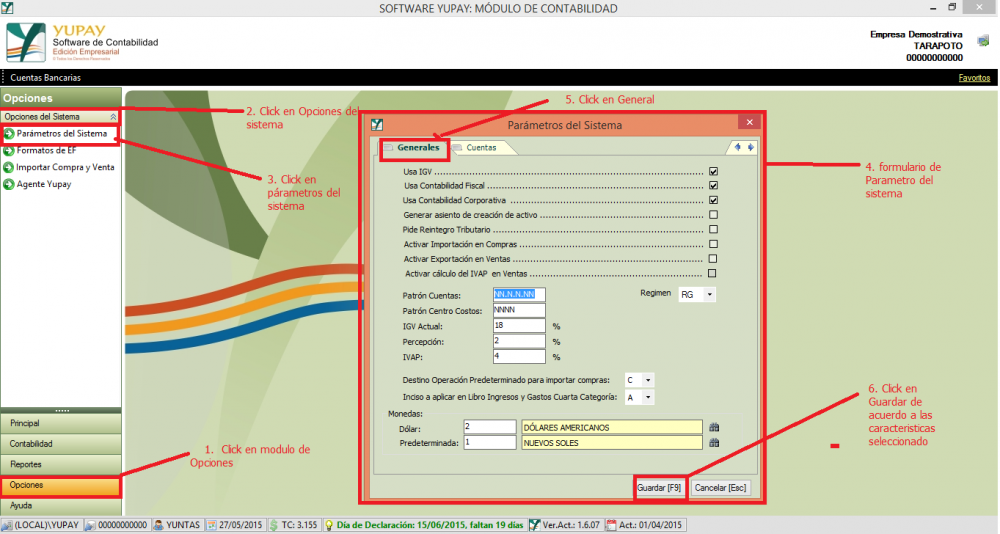 SOFTWARE YUPAY: MÓDULO DE CONTABILIDAD
YUPAY
Software de Contabilidad
Edición Empresarial
© Todos los Derechos Reservados
Empresa Demostrativa
TARAPOTO
00000000000
Cuentas Bancarias
Favoritos
Opciones
Opciones del Sistema
Parámetros del Sistema
Formatos de EF
Importar Compra y Venta
Agente Yupay
2. Click en Opciones del
sistema
3. Click en
párametros del
sistema
5. Click en General
4. formulario de
Parametro del
sistema
Parámetros del Sistema
Generales
Cuentas
Usa IGV
Usa Contabilidad Fiscal
Usa Contabilidad Corporativa
Generar asiento de creación de activo
Pide Reintegro Tributario
Activar Importación en Compras
Activar Exportación en Ventas
Activar cálculo del IVAP en Ventas
Patrón Cuentas: NN.N.N.NN
Regimen RG
Patrón Centro Costos: NNNN
IGV Actual: 18 %
Percepción: 2 %
IVAP: 4 %
Destino Operación Predeterminado para importar compras: C
Inciso a aplicar en Libro Ingresos y Gastos Cuarta Categoría: A
Monedas:
Dólar: 2 DÓLARES AMERICANOS
Predeterminada: 1 NUEVOS SOLES
Guardar [F9]
Cancelar [Esc]
6. Click en
Guardar de
acuerdo a las
caracteristicas
seleccionado
1. Click en modulo de
Opciones
Principal
Contabilidad
Reportes
Opciones
Ayuda
(LOCAL)\YUPAY 00000000000 YUNTAS 27/05/2015 TC: 3.155 Día de Declaración: 15/06/2015, faltan 19 días Ver.Act.: 1.6.07 Act.: 01/04/2015